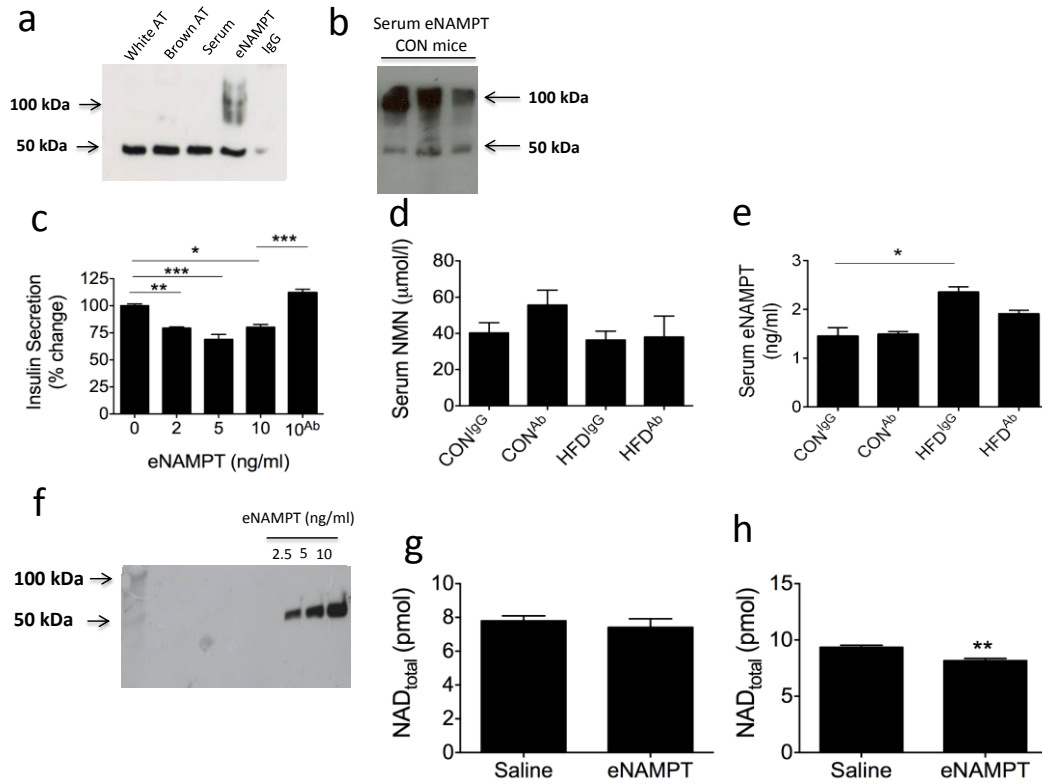 a
White AT
Brown AT
Serum
eNAMPT
IgG
100 kDa
50 kDa
b
Serum eNAMPT
CON mice
100 kDa
50 kDa
c
Insulin Secretion
(% change)
125
100
75
50
25
0
*
***
**
***
0 2 5 10 10Ab
eNAMPT (ng/ml)
d
Serum NMN (μmol/l)
80
60
40
20
0
CONIgG
CONAb
HFDIgG
HFDAb
e
Serum eNAMPT
(ng/ml)
3
2
1
0
*
CONIgG
CONAb
HFDIgG
HFDAb
f
eNAMPT (ng/ml)
2.5 5 10
100 kDa
50 kDa
g
NADtotal (pmol)
10
8
6
4
2
0
Saline eNAMPT
h
NADtotal (pmol)
15
10
5
0
**
Saline eNAMPT